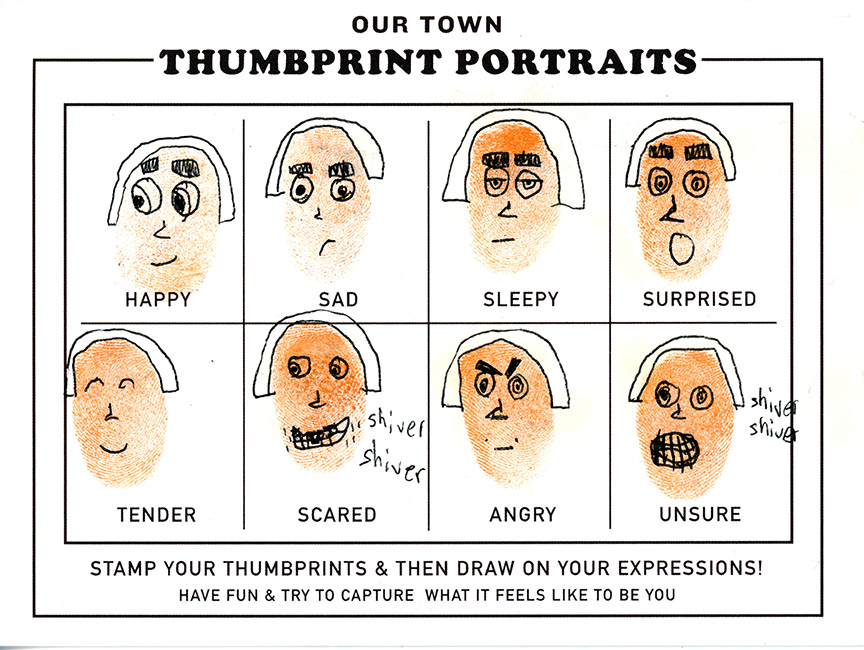 OUR TOWN
THUMBPRINT PORTRAITS
HAPPY
SAD
SLEEPY
SURPRISED
TENDER
shiver
shiver
SCARED
ANGRY
shiver
shiver
UNSURE
STAMP YOUR THUMBPRINTS & THEN DRAW ON YOUR EXPRESSIONS!
HAVE FUN & TRY TO CAPTURE WHAT IT FEELS LIKE TO BE YOU